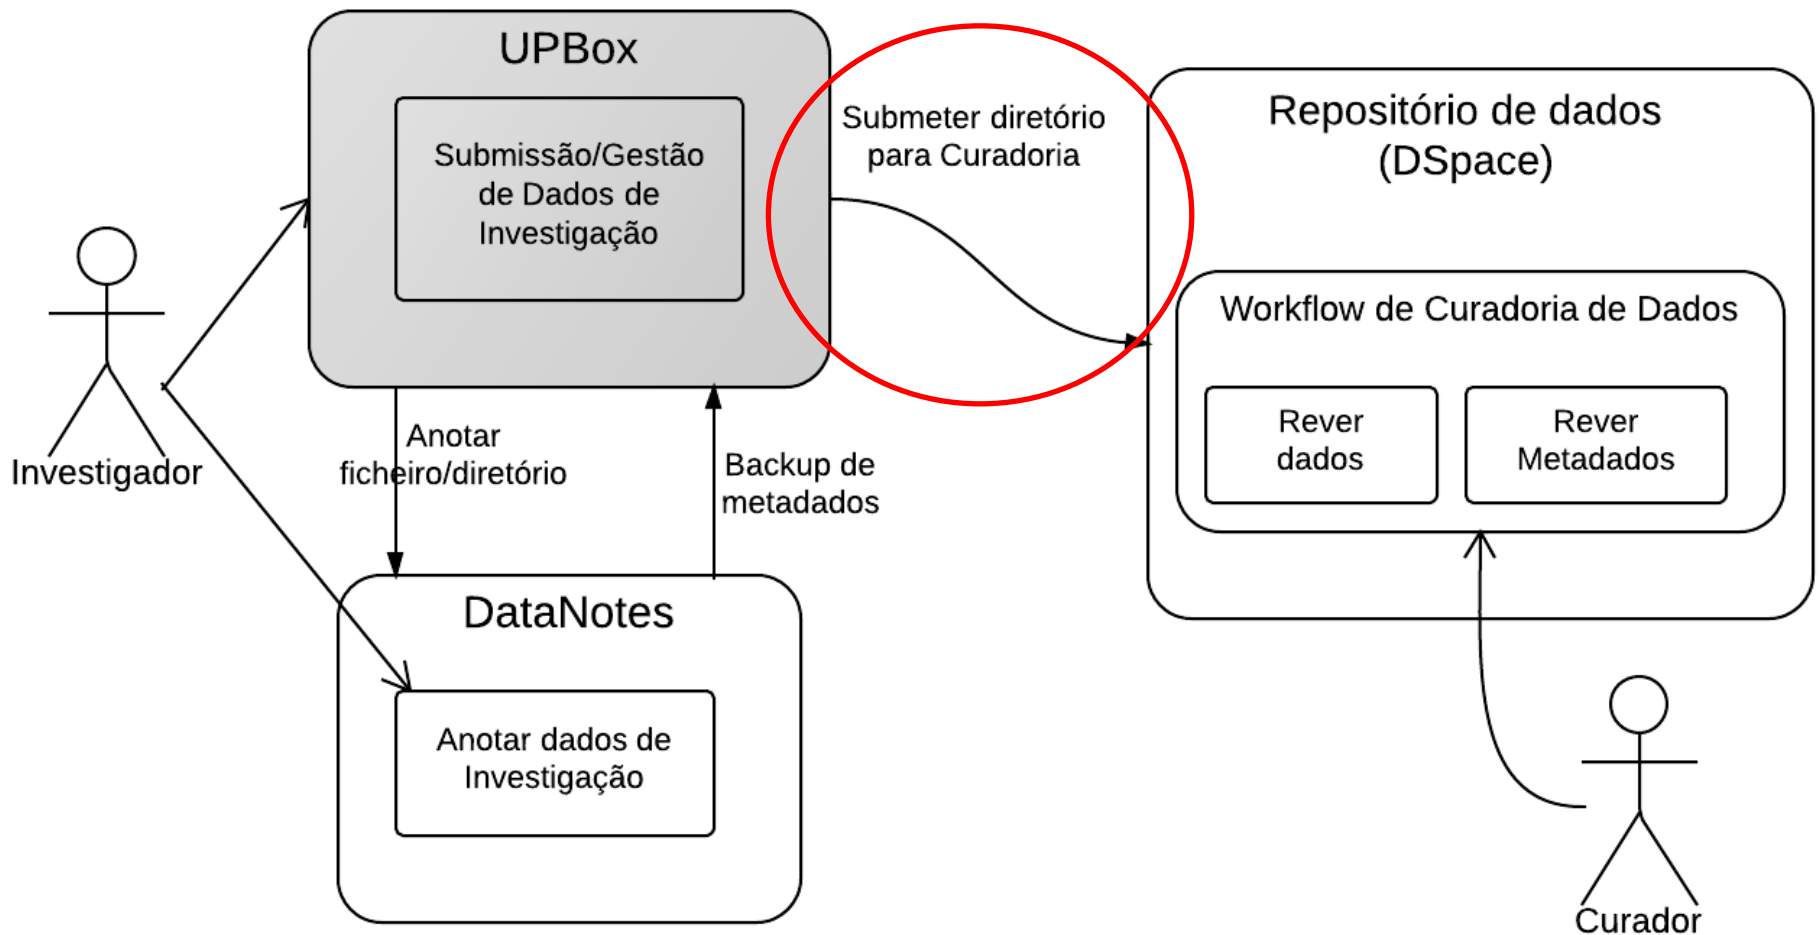 UPBox
Submissão/Gestão
de Dados de
Investigação
Submeter diretório
para Curadoria
Repositório de dados
(DSpace)
Workflow de Curadoria de Dados
Rever
dados
Rever
Metadados
Investigador
Anotar
ficheiro/diretório
Backup de
metadados
DataNotes
Anotar dados de
Investigação
Curador